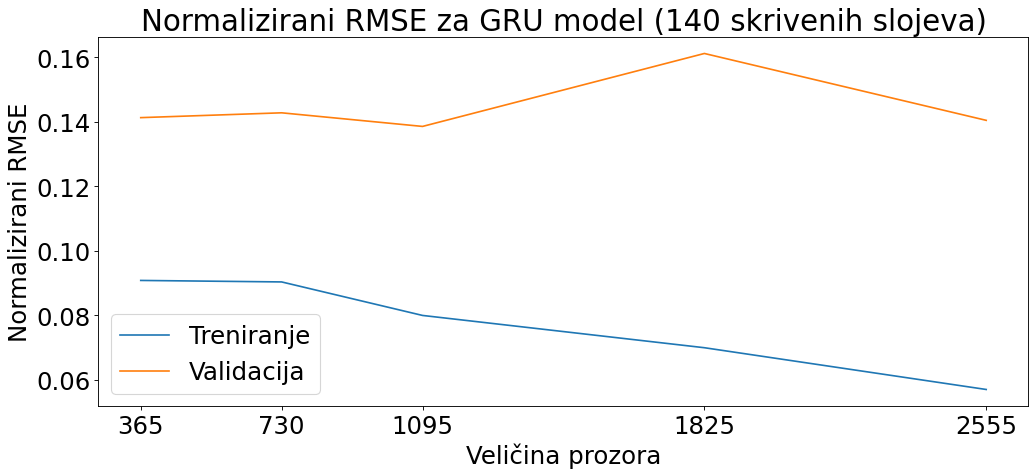 Normalizirani RMSE za GRU model (140 skrivenih slojeva)
Normalizirani RMSE
0.16
0.14
0.12
0.10
0.08
0.06
Treniranje
Validacija
365 730 1095 1825 2555
Veličina prozora